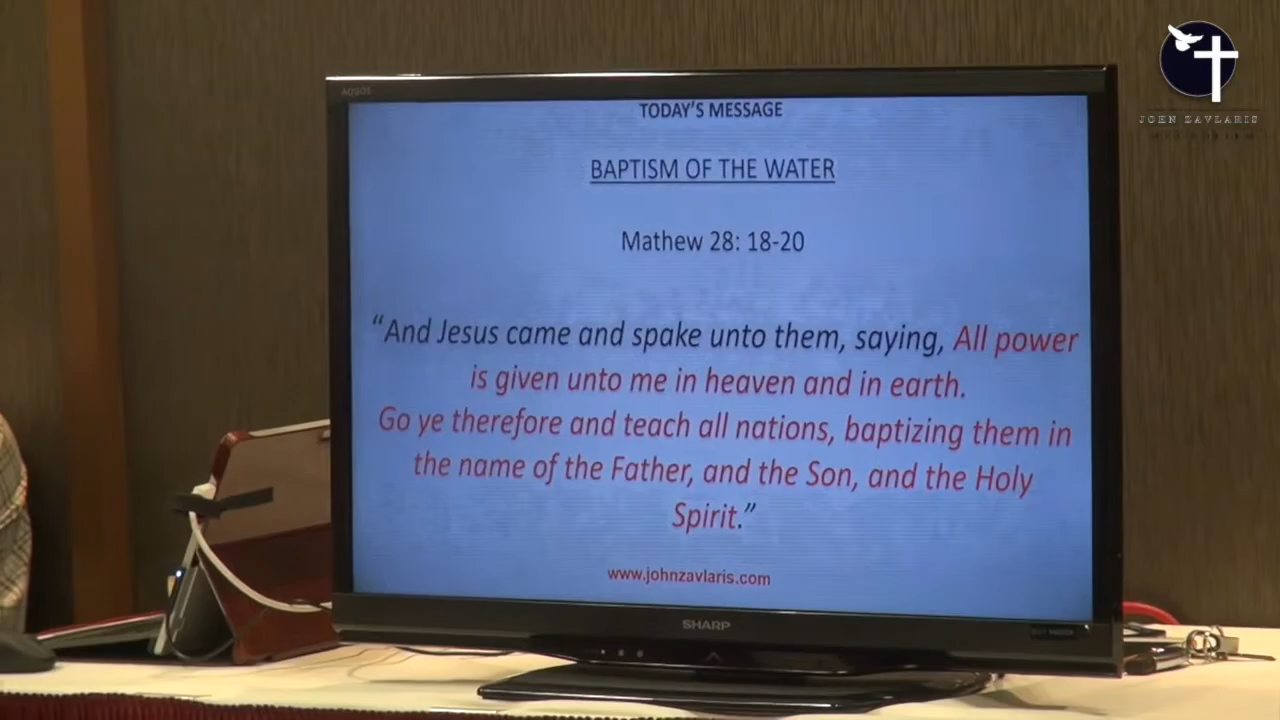 AQUOS
TODAY'S MESSAGE
BAPTISM OF THE WATER
Mathew 28: 18-20
“And Jesus came and spake unto them, saying, All power
is given unto me in heaven and in earth.
Go ye therefore and teach all nations, baptizing them in
the name of the Father, and the Son, and the Holy
Spirit.”
www.johnzavlaris.com
SHARP
JOHN ZAVLARIS